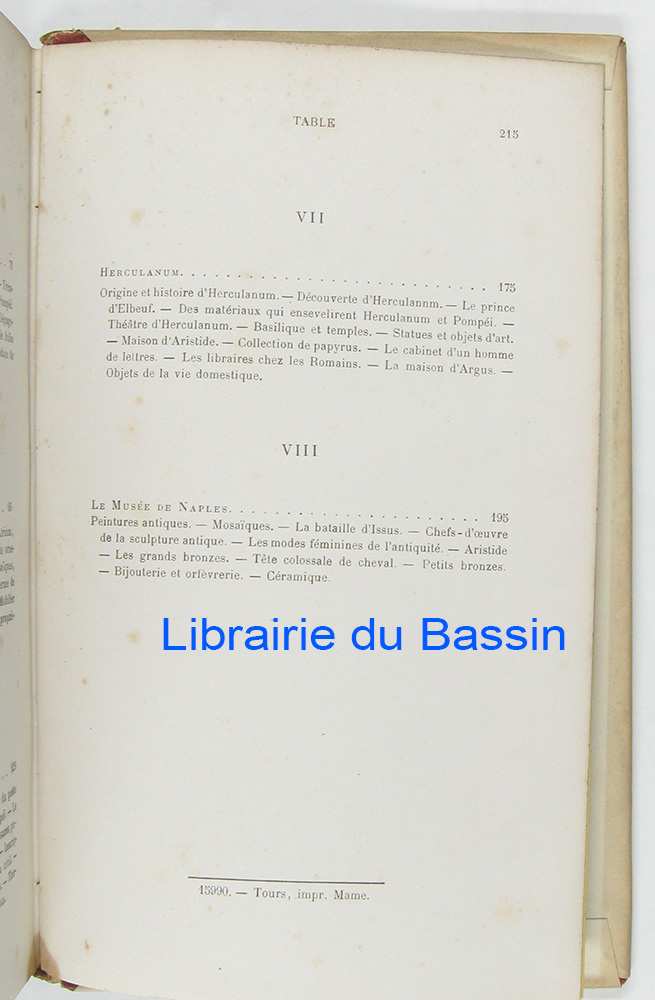 TABLE
215
VII
HERCULANUM. . . . . . . . . . . . . . . . . . . . . . . . . . . 175
Origine et histoire d'Herculanum. — Découverte d'Herculannm. — Le prince
d'Elbeuf. — Des matériaux qui ensevelirent Herculanum et Pompéi. —
Théâtre d'Herculanum. — Basilique et temples. — Statues et objets d'art.
— Maison d'Aristide. — Collection de papyrus. — Le cabinet d'un homme
de lettres. — Les libraires chez les Romains. — La maison d'Argus. —
Objets de la vie domestique.
VIII
LE MUSÉE DE NAPLES. . . . . . . . . . . . . . . . . . . . . . 195
Peintures antiques. — Mosaïques. — La bataille d'Issus. — Chefs-d'œuvre
de la sculpture antique. — Les modes féminines de l'antiquité. — Aristide
— Les grands bronzes. — Tête colossale de cheval. — Petits bronzes.
— Bijouterie et orfèvrerie. — Céramique.
Librairie du Bassin
15990. — Tours, impr. Mame.